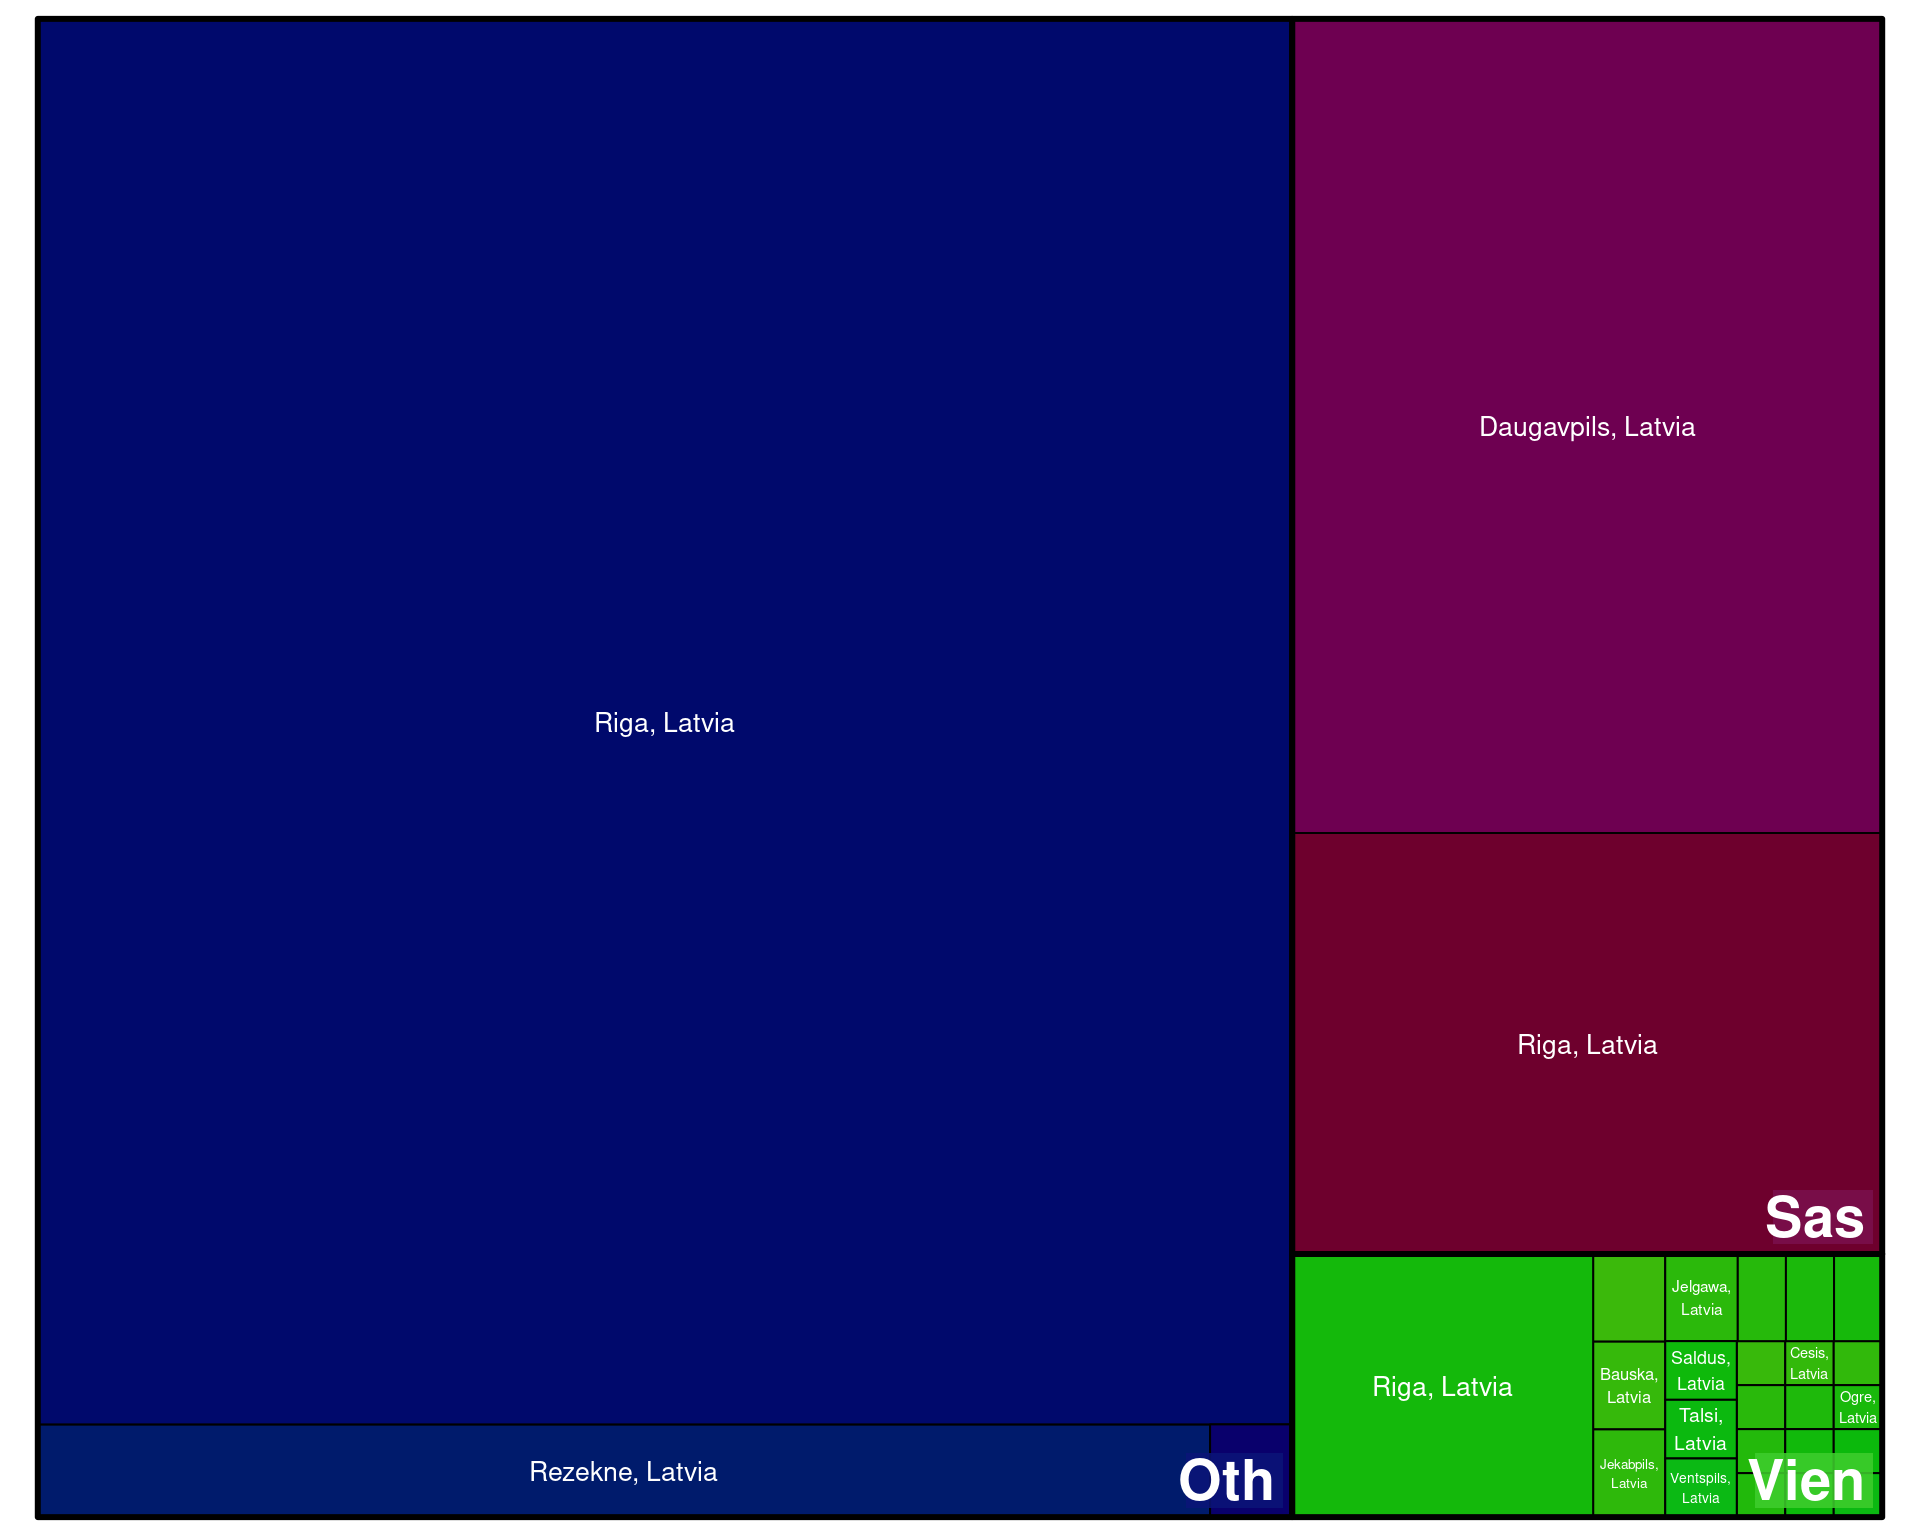 Riga, Latvia
Rezekne, Latvia
Oth
Daugavpils, Latvia
Riga, Latvia
Sas
Riga, Latvia
Bauska,
Latvia
Jekabpils,
Latvia
Jelgawa,
Latvia
Saldus,
Latvia
Talsi,
Latvia
Ventspils,
Latvia
Cesis,
Latvia
Ogre,
Latvia
Vien